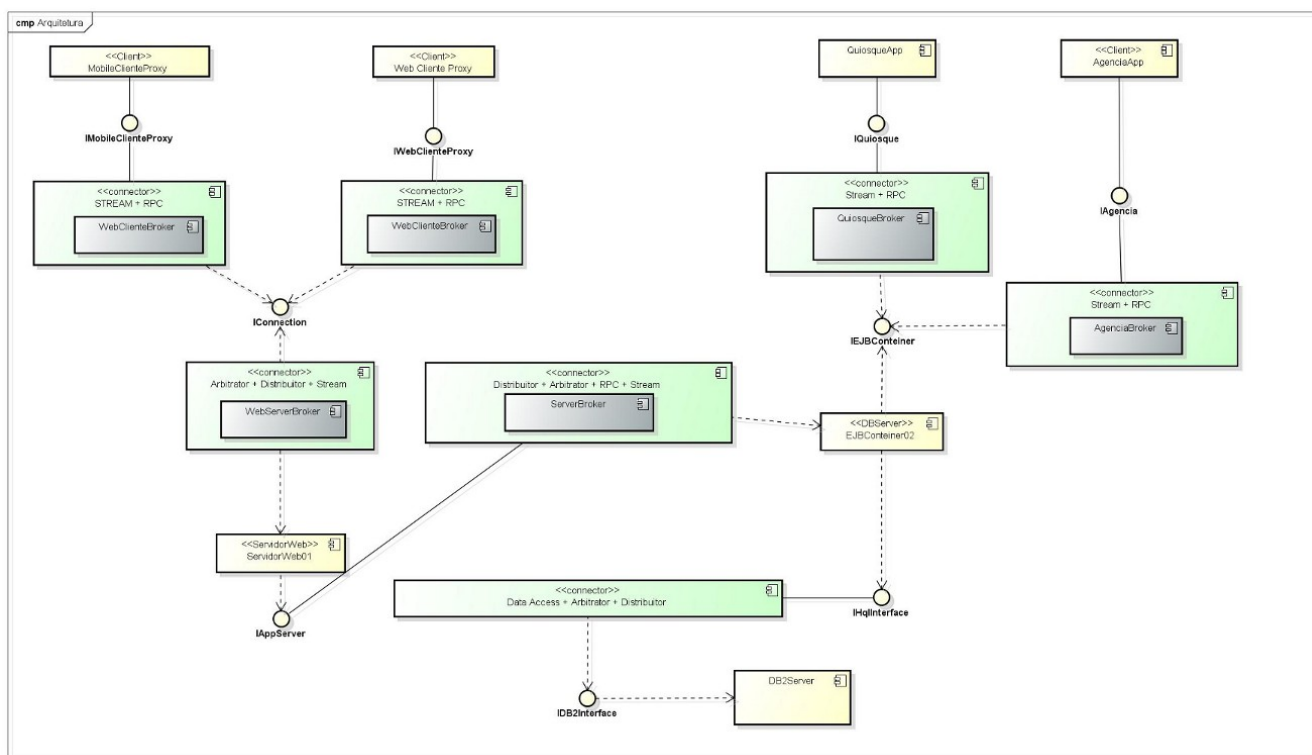 cmp Arquitetura
<<Client>>
MobileClienteProxy
<<Client>>
Web Cliente Proxy
QuiosqueApp
<<Client>>
AgenciaApp
IMobileClienteProxy
IWebClienteProxy
IQuiosque
IAgencia
<<connector>>
STREAM + RPC
WebClienteBroker
<<connector>>
STREAM + RPC
WebClienteBroker
<<connector>>
Stream + RPC
QuiosqueBroker
<<connector>>
Stream + RPC
AgenciaBroker
IConnection
IEJBConteiner
<<connector>>
Arbitrator + Distribuitor + Stream
WebServerBroker
<<connector>>
Distribuitor + Arbitrator + RPC + Stream
ServerBroker
<<DBServer>>
EJBConteiner02
<<ServidorWeb>>
ServidorWeb01
IAppServer
<<connector>>
Data Access + Arbitrator + Distribuitor
IHqlInterface
IDB2Interface
DB2Server